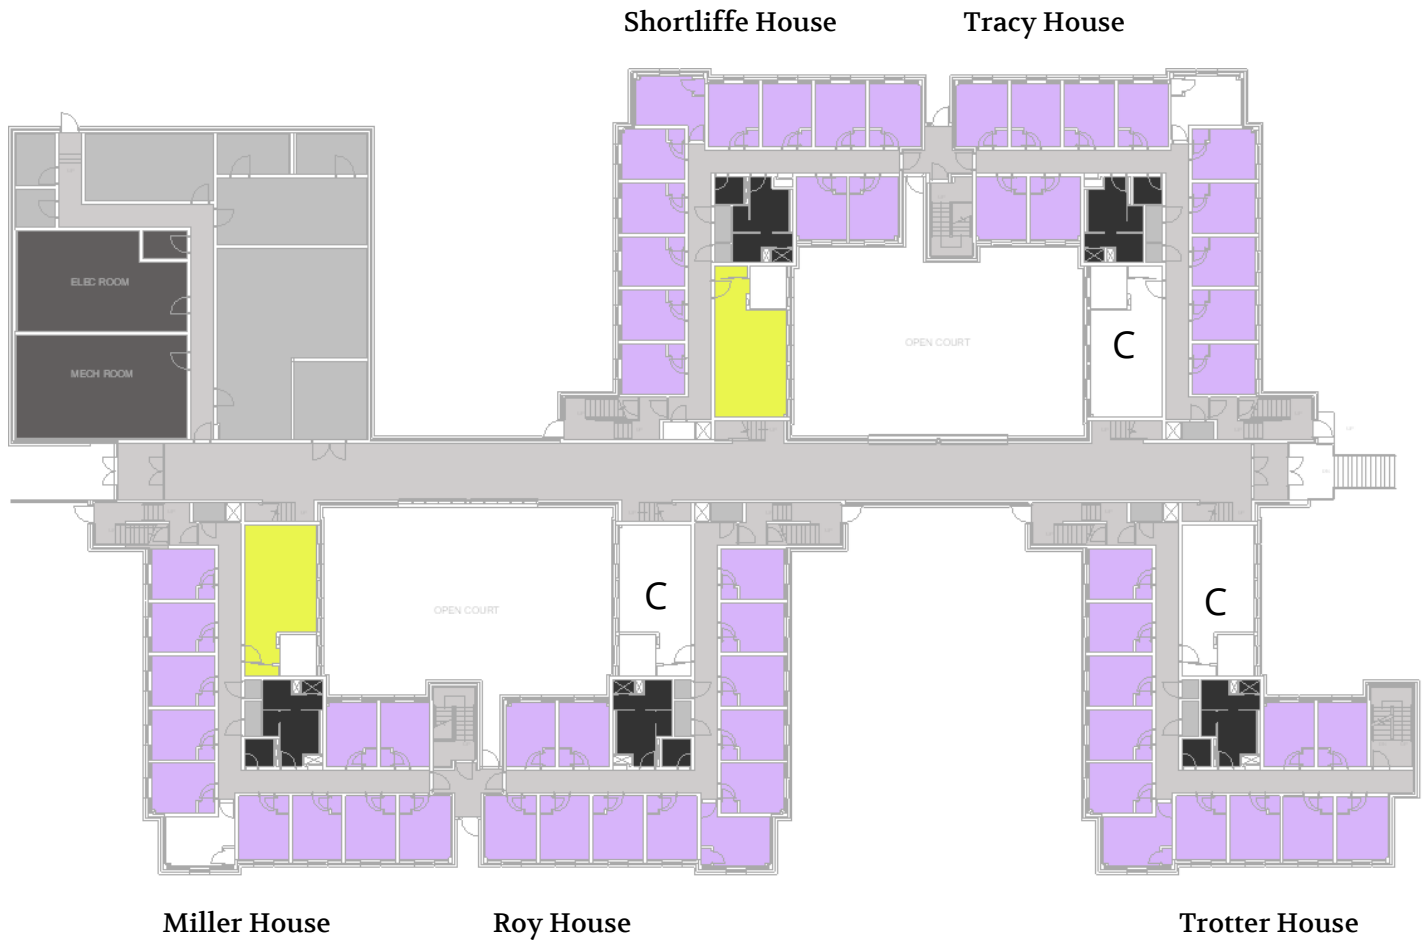 Shortliffe House
Tracy House
ELEC ROOM
MECH ROOM
OPEN COURT
C
OPEN COURT
C
C
Miller House
Roy House
Trotter House